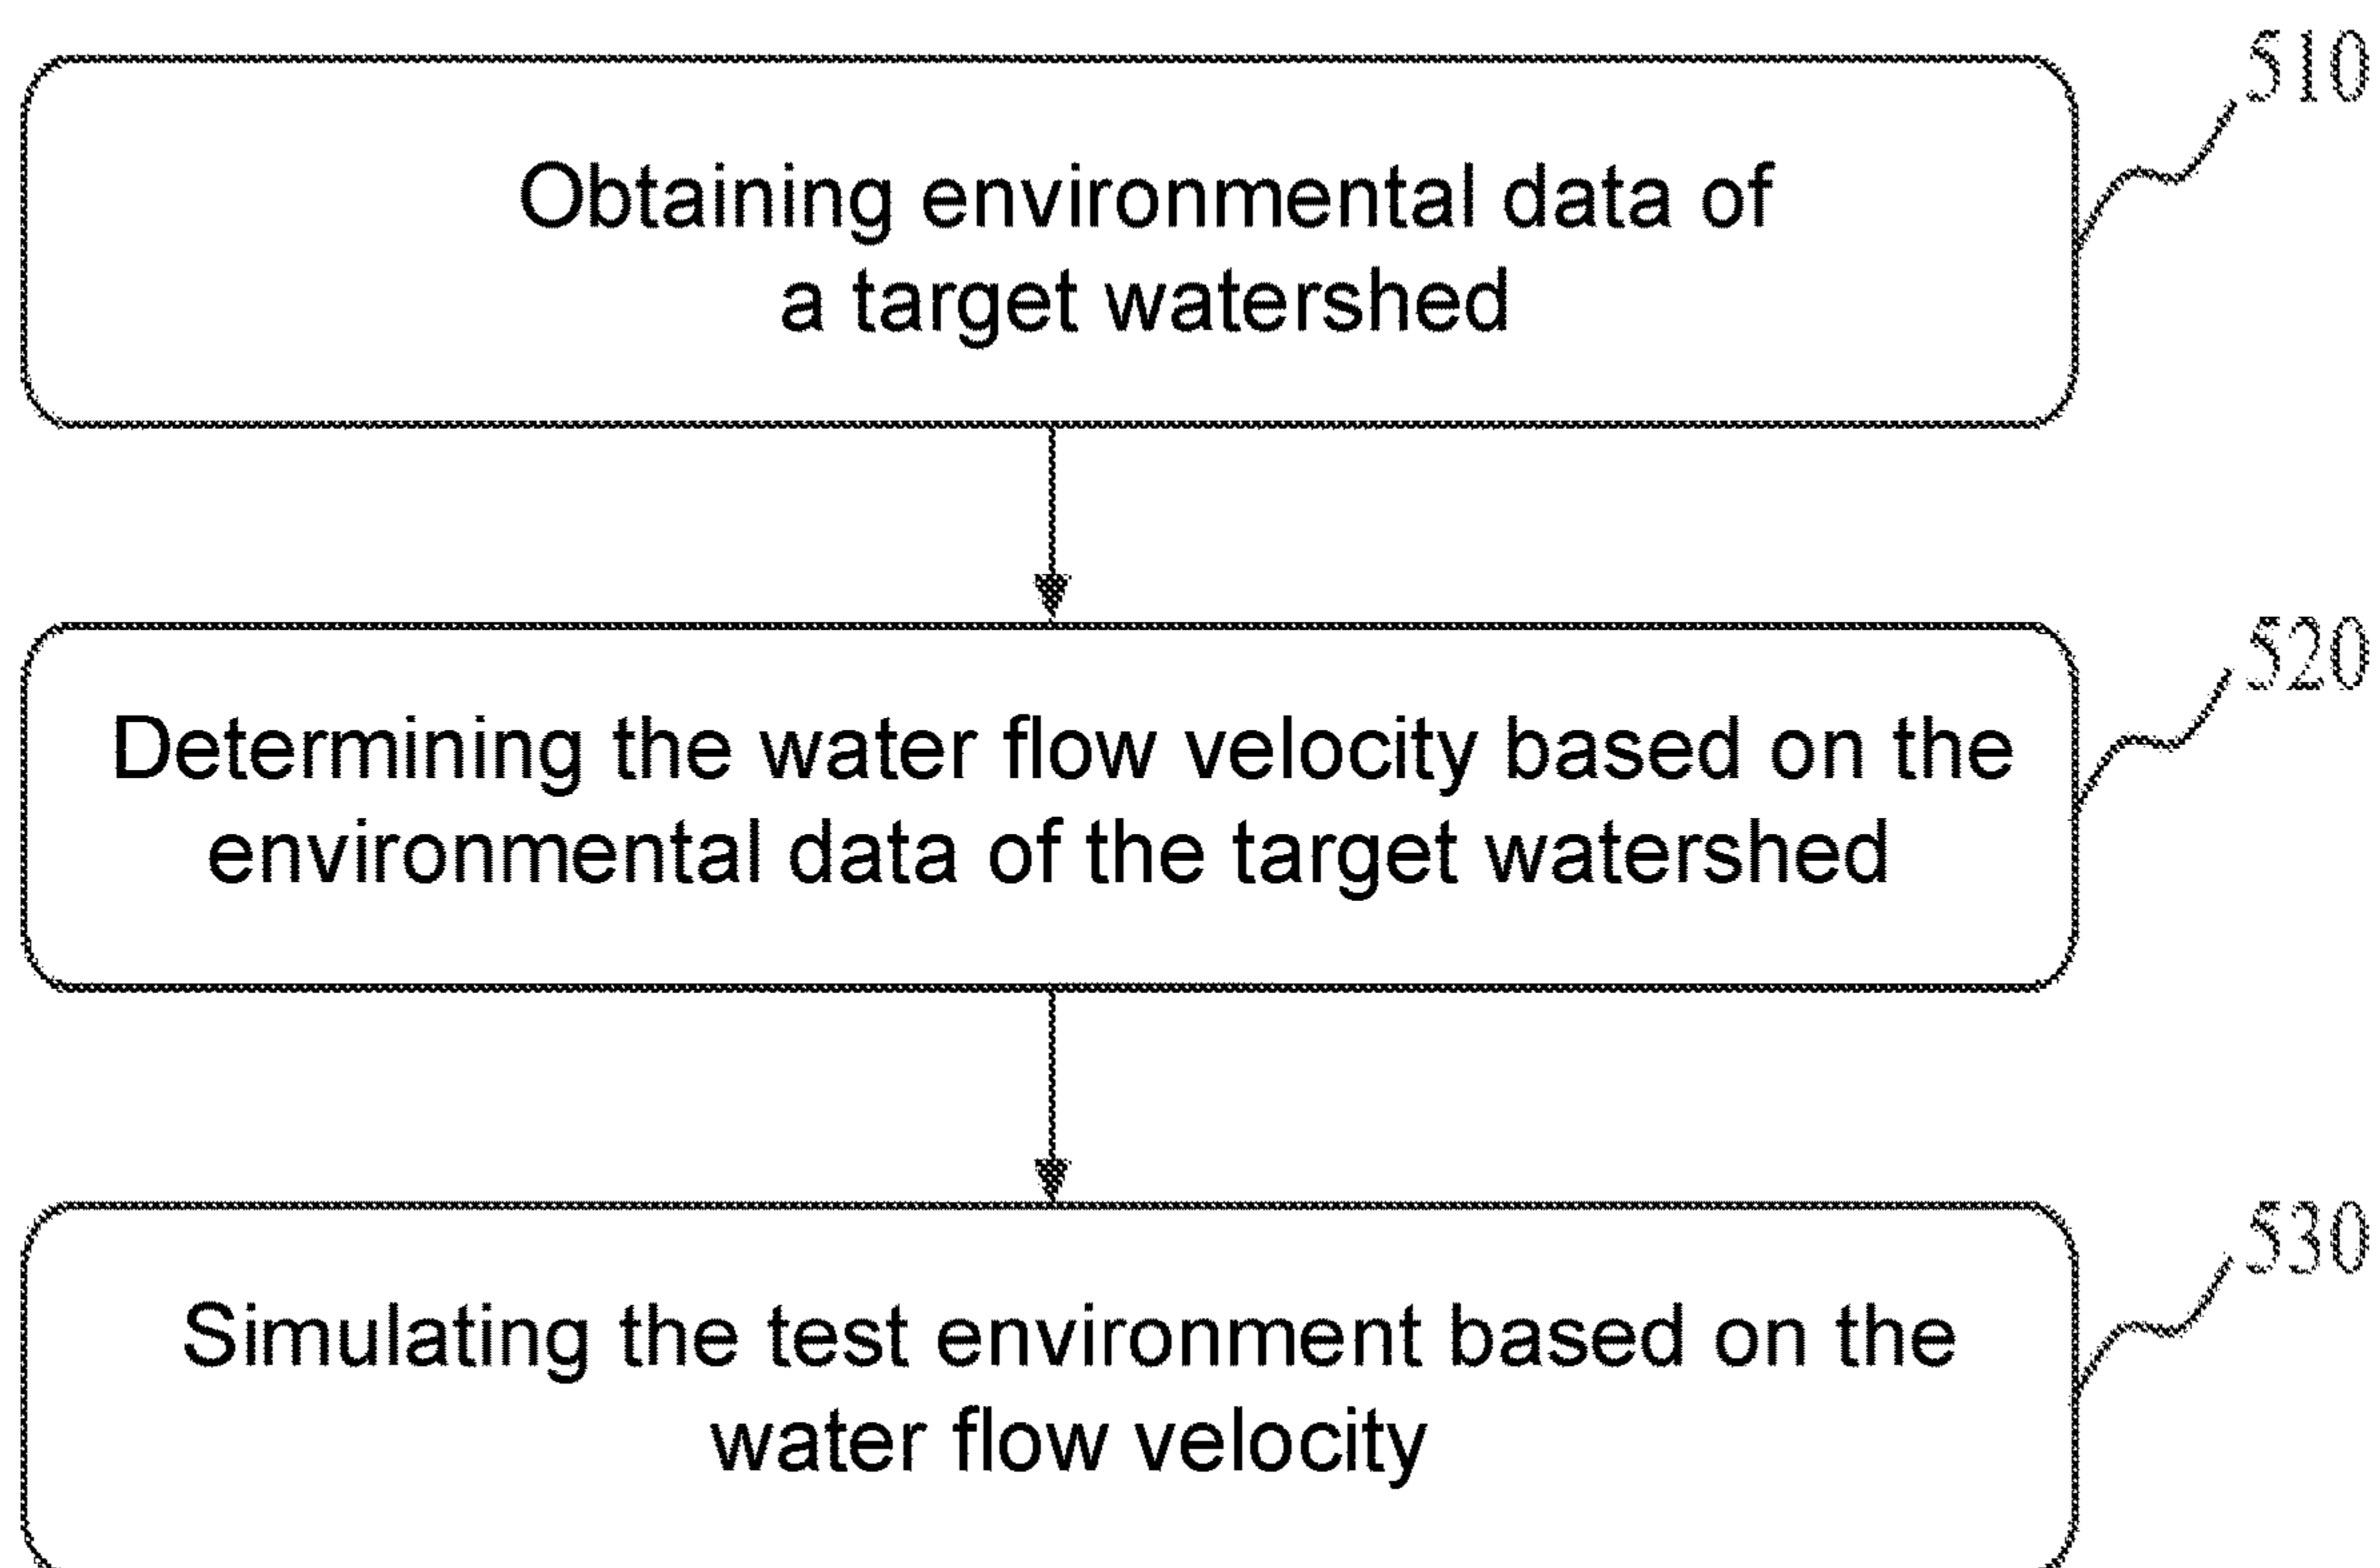 510
Obtaining environmental data of
a target watershed
520
Determining the water flow velocity based on the
environmental data of the target watershed
530
Simulating the test environment based on the
water flow velocity